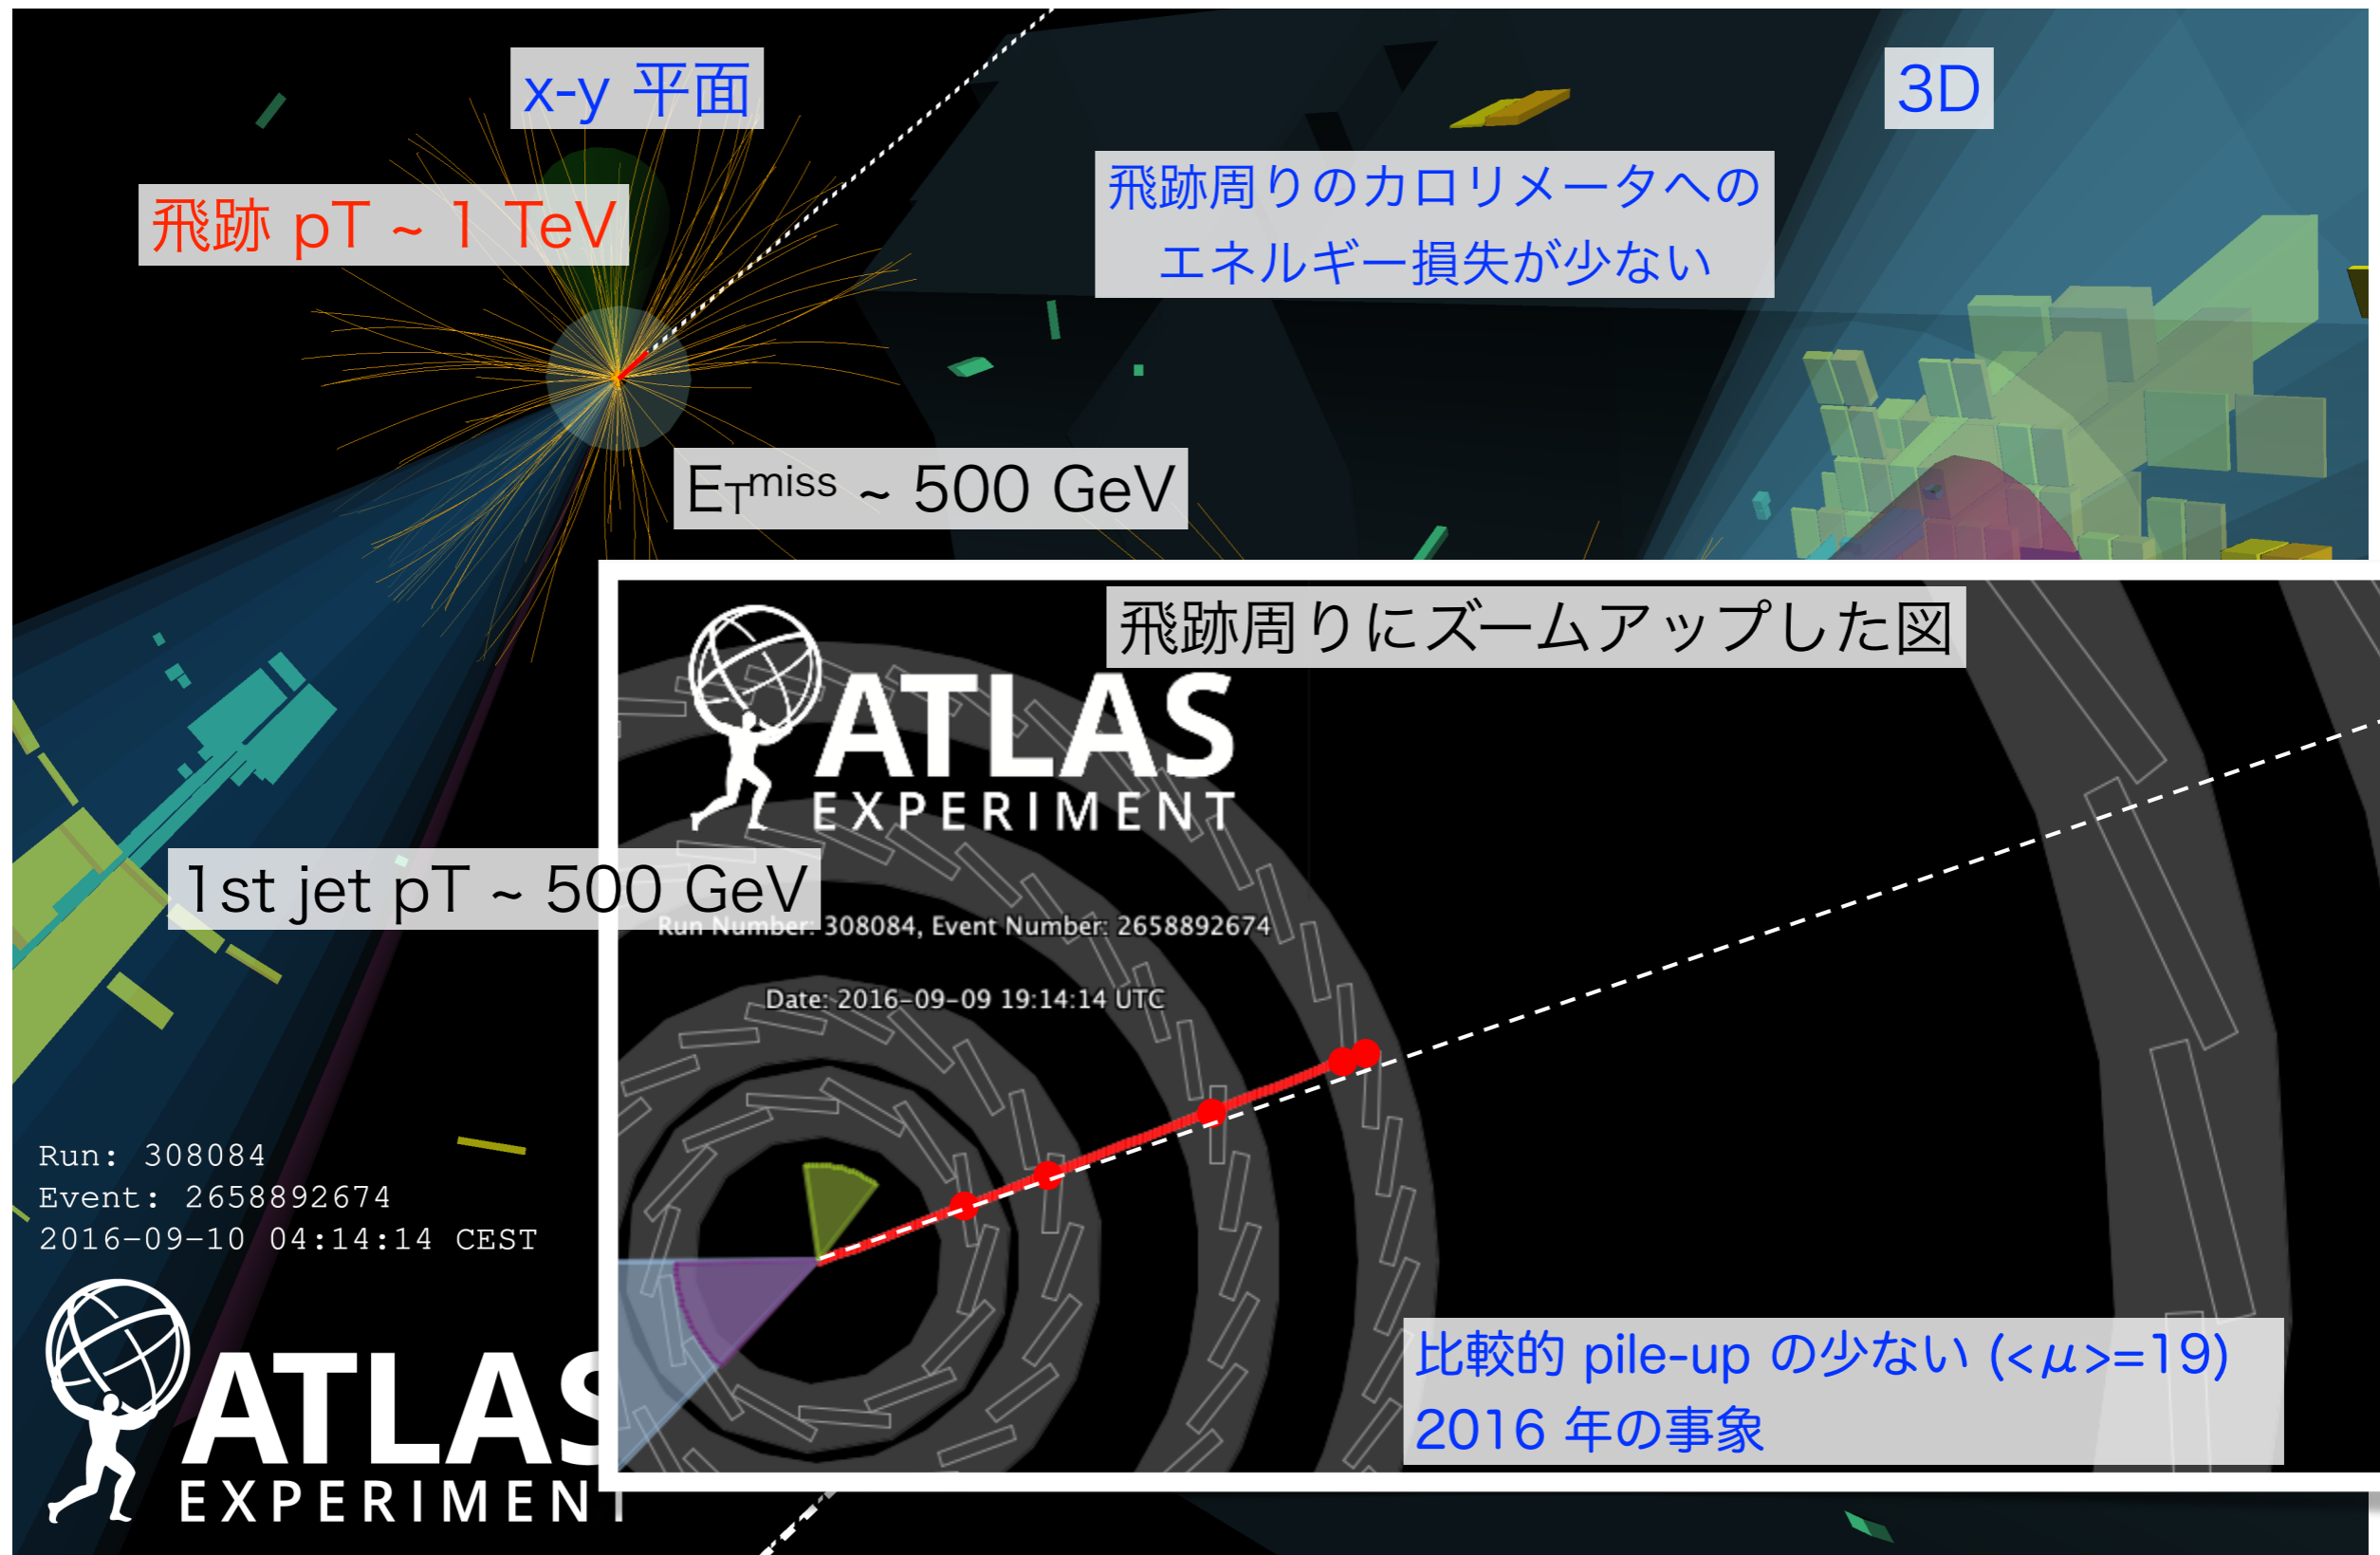 x-y 平面
3D
飛跡 pT ~ 1 TeV
飛跡周りのカロリメータへの
エネルギー損失が少ない
ETmiss ~ 500 GeV
飛跡周りにズームアップした図
ATLAS
EXPERIMENT
1st jet pT ~ 500 GeV
Run Number: 308084, Event Number: 2658892674
Date: 2016-09-09 19:14:14 UTC
Run: 308084
Event: 2658892674
2016-09-10 04:14:14 CEST
ATLAS
EXPERIMENT
比較的 pile-up の少ない (<μ>=19)
2016 年の事象